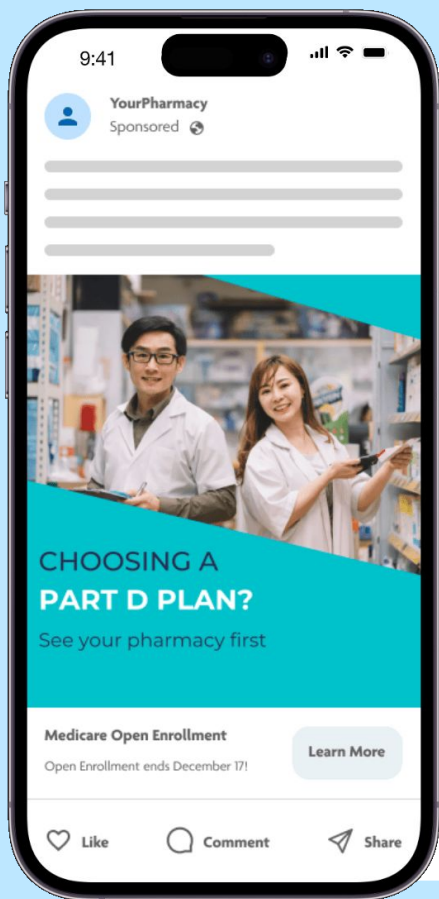 9:41
YourPharmacy
Sponsored
CHOOSING A
PART D PLAN?
See your pharmacy first
Medicare Open Enrollment
Open Enrollment ends December 17!
Learn More
Like
Comment
Share